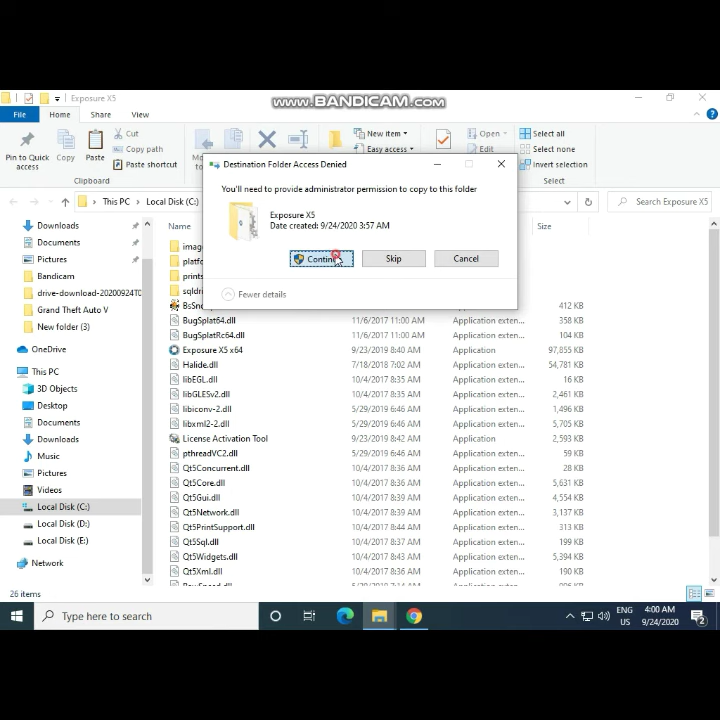 Exposure X5
www.BANDICAM.com
File Home Share View
Pin to Quick access
Copy
Paste
Cut
Copy path
Paste shortcut
Clipboard
New item
Easy access
Open
Edit
Select all
Select none
Invert selection
Select
Destination Folder Access Denied
You'll need to provide administrator permission to copy to this folder
Exposure X5
Date created: 9/24/2020 3:57 AM
Skip
Cancel
Fewer details
This PC Local Disk (C:)
Search Exposure X5
Downloads
Documents
Pictures
Bandicam
drive-download-20200924T0
Grand Theft Auto V
New folder (3)
OneDrive
This PC
3D Objects
Desktop
Documents
Downloads
Music
Pictures
Videos
Local Disk (C:)
Local Disk (D:)
Local Disk (E:)
Network
Name Size
412 KB
BugSplat64.dll 11/6/2017 11:00 AM Application exten... 358 KB
BugSplatRc64.dll 11/6/2017 11:00 AM Application exten... 104 KB
Exposure X5 x64 9/23/2019 8:40 AM Application 97,855 KB
Halide.dll 7/18/2018 7:02 AM Application exten... 54,781 KB
libEGL.dll 10/4/2017 8:35 AM Application exten... 16 KB
libGLESv2.dll 10/4/2017 8:35 AM Application exten... 2,461 KB
libiconv-2.dll 5/29/2019 6:46 AM Application exten... 1,496 KB
libxml2-2.dll 5/29/2019 6:46 AM Application exten... 5,705 KB
License Activation Tool 9/23/2019 8:42 AM Application 2,593 KB
pthreadVC2.dll 5/29/2019 6:46 AM Application exten... 59 KB
Qt5Concurrent.dll 10/4/2017 8:36 AM Application exten... 28 KB
Qt5Core.dll 10/4/2017 8:36 AM Application exten... 5,631 KB
Qt5Gui.dll 10/4/2017 8:39 AM Application exten... 4,554 KB
Qt5Network.dll 10/4/2017 8:39 AM Application exten... 3,137 KB
Qt5PrintSupport.dll 10/4/2017 8:44 AM Application exten... 313 KB
Qt5Sql.dll 10/4/2017 8:36 AM Application exten... 270 KB
Qt5Widgets.dll 10/4/2017 8:43 AM Application exten... 5,394 KB
Qt5Xml.dll 10/4/2017 8:36 AM Application exten... 190 KB
26 items
Type here to search
ENG
US
4:00 AM
9/24/2020
2